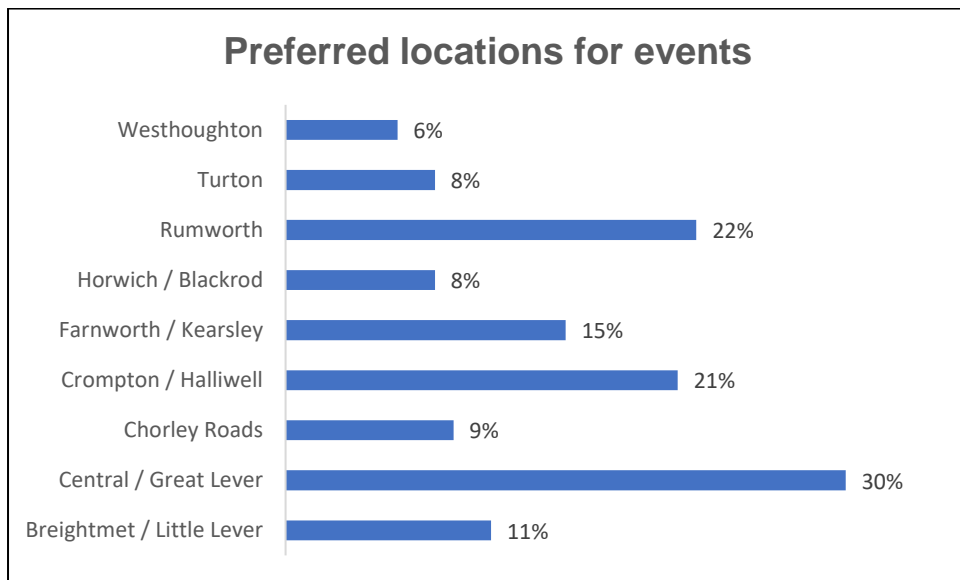 Preferred locations for events
Westhoughton 6%
Turton 8%
Rumworth 22%
Horwich / Blackrod 8%
Farnworth / Kearsley 15%
Crompton / Halliwell 21%
Chorley Roads 9%
Central / Great Lever 30%
Breightmet / Little Lever 11%